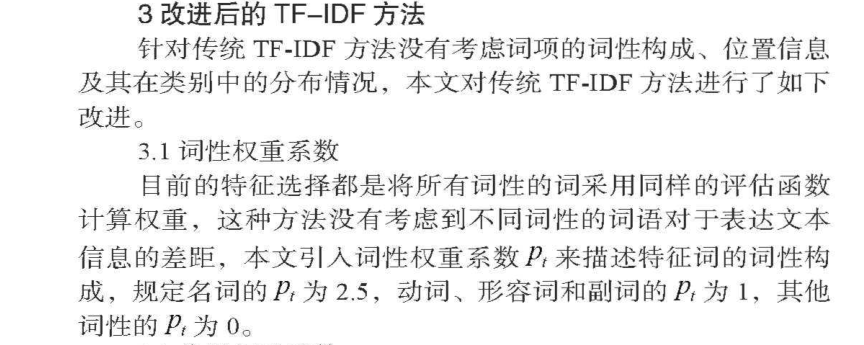 3 改进后的 TF-IDF 方法
针对传统 TF-IDF 方法没有考虑词项的词性构成、位置信息
及其在类别中的分布情况，本文对传统 TF-IDF 方法进行了如下
改进。
3.1 词性权重系数
目前的特征选择都是将所有词性的词采用同样的评估函数
计算权重，这种方法没有考虑到不同词性的词语对于表达文本
信息的差距，本文引入词性权重系数 Pt 来描述特征词的词性构
成，规定名词的 Pt 为 2.5，动词、形容词和副词的 Pt 为 1，其他
词性的 Pt 为 0。